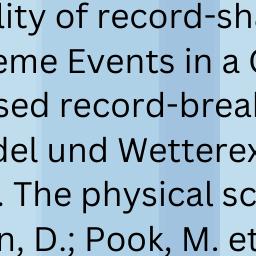 lity of record-sha
eme Events in a C
sed record-break
del und Wetterex
. The physical sc
n, D.; Pook, M. et